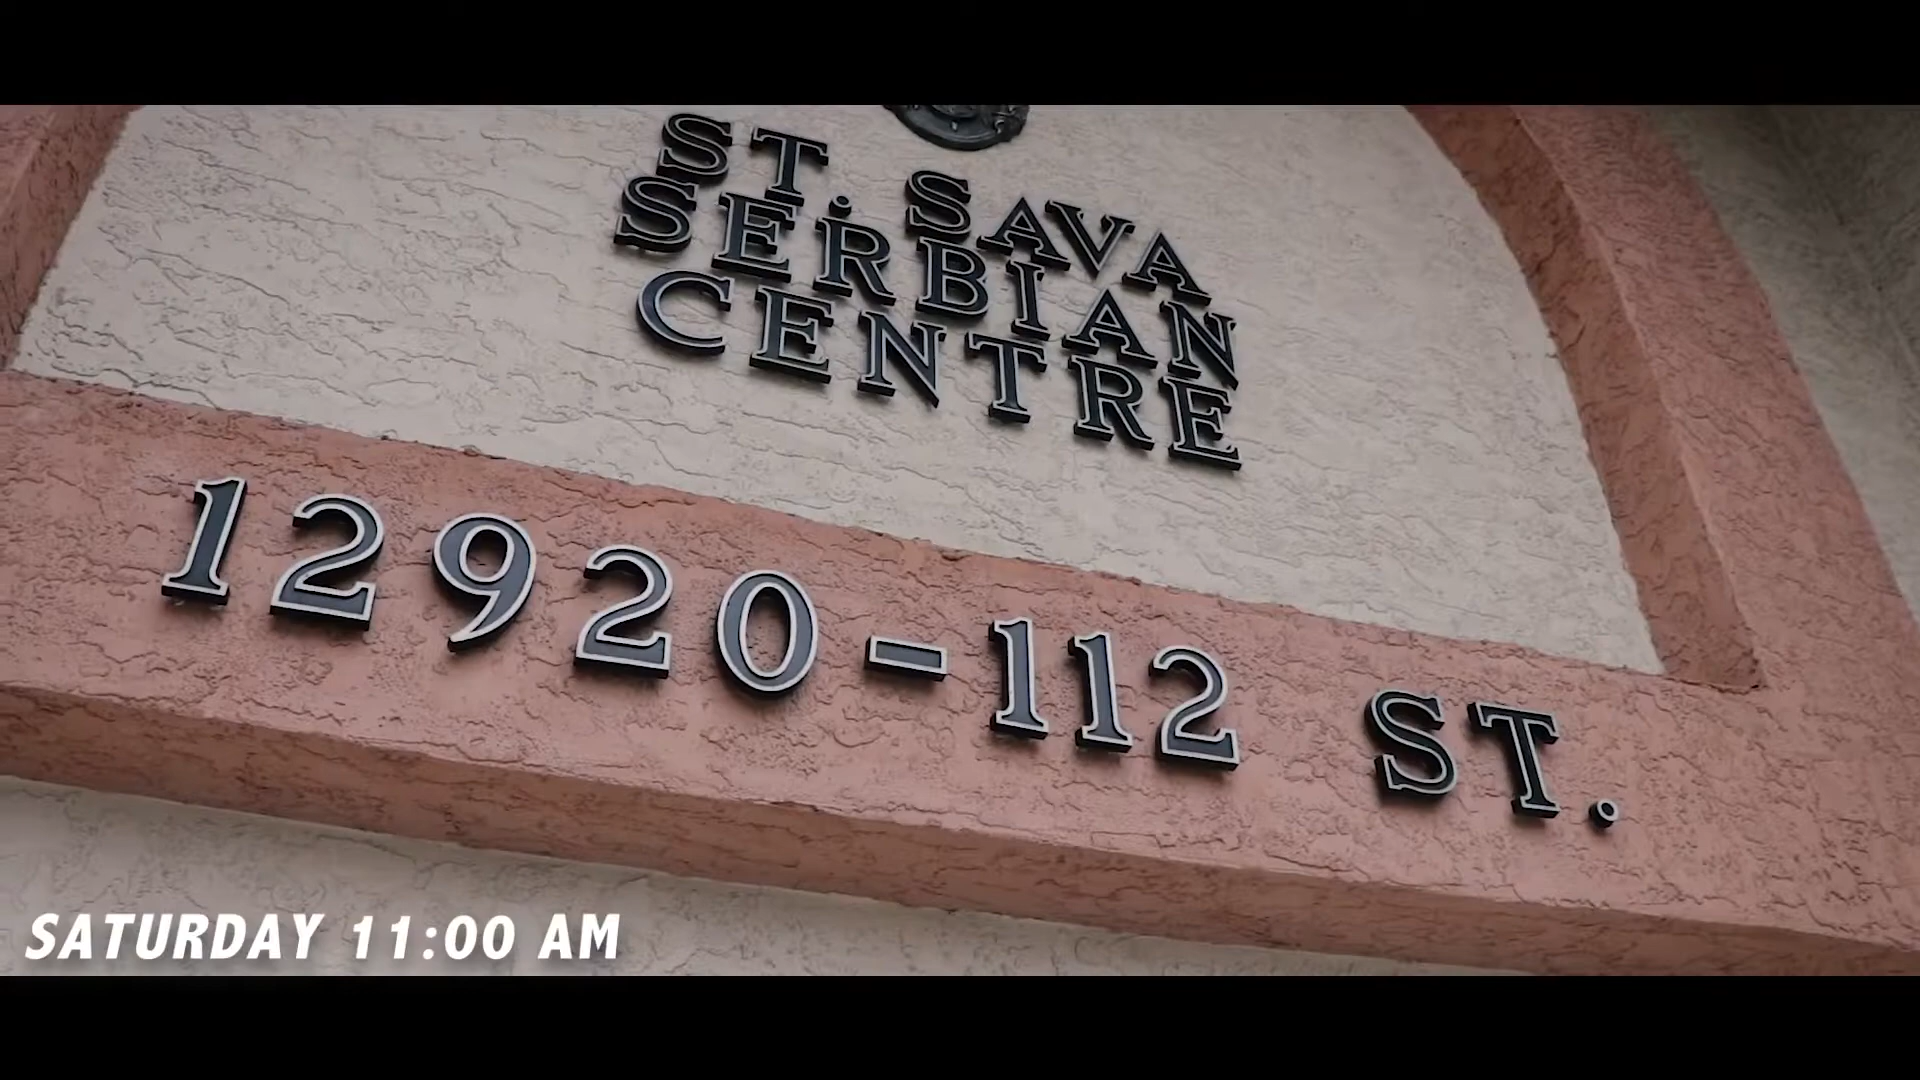 ST. SAVA
SERBIAN
CENTRE
12920-112 ST.
SATURDAY 11:00 AM